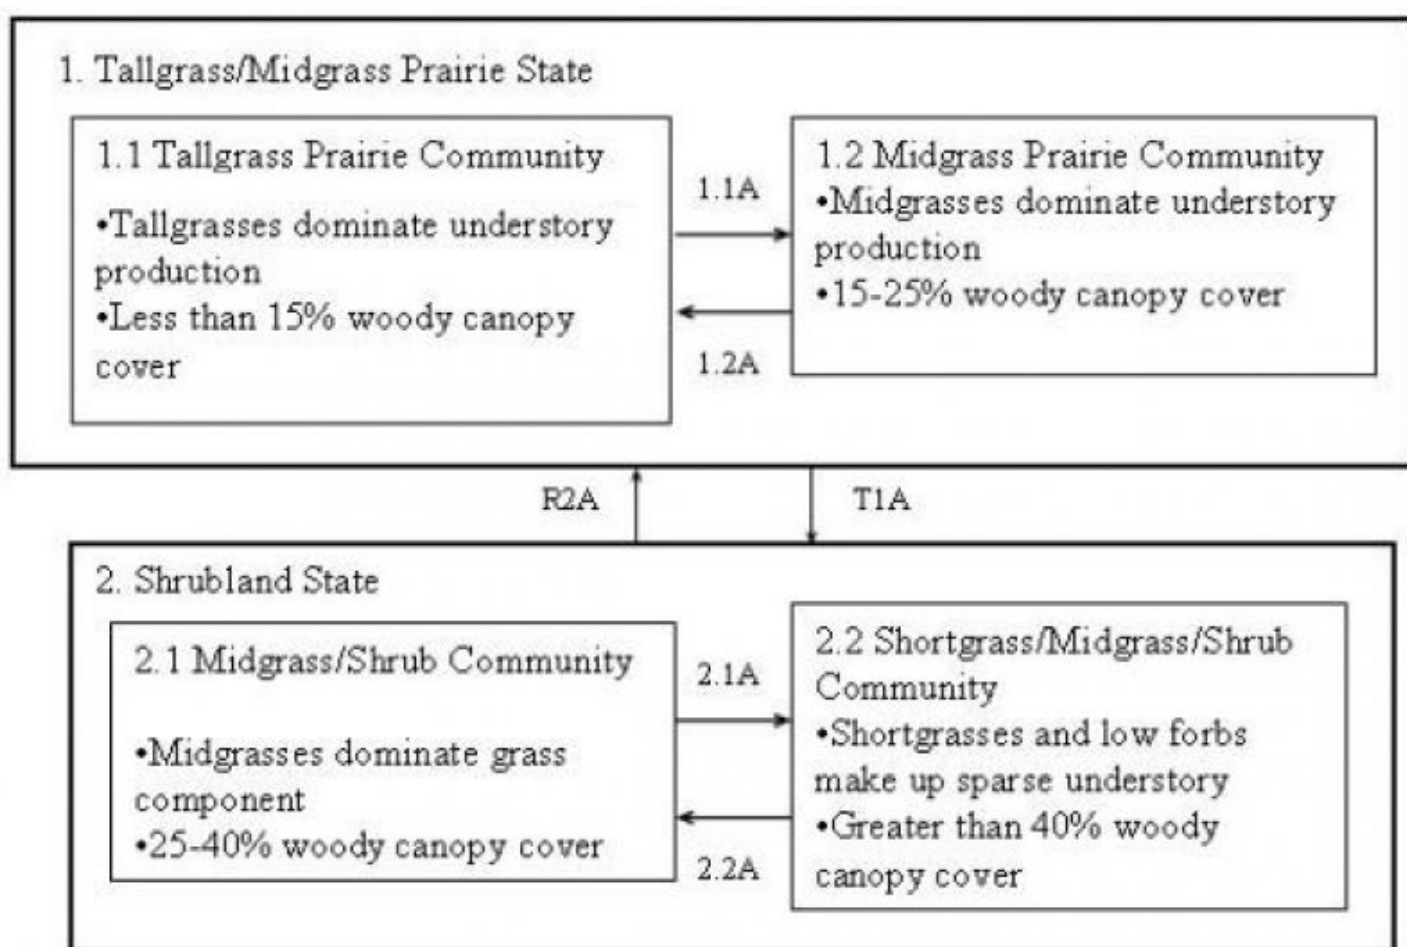 1. Tallgrass/Midgrass Prairie State
1.1 Tallgrass Prairie Community
•Tallgrasses dominate understory
production
•Less than 15% woody canopy
cover
1.1A
1.2A
1.2 Midgrass Prairie Community
•Midgrasses dominate understory
production
•15-25% woody canopy cover
R2A
T1A
2. Shrubland State
2.1 Midgrass/Shrub Community
•Midgrasses dominate grass
component
•25-40% woody canopy cover
2.1A
2.2A
2.2 Shortgrass/Midgrass/Shrub
Community
•Shortgrasses and low forbs
make up sparse understory
•Greater than 40% woody
canopy cover